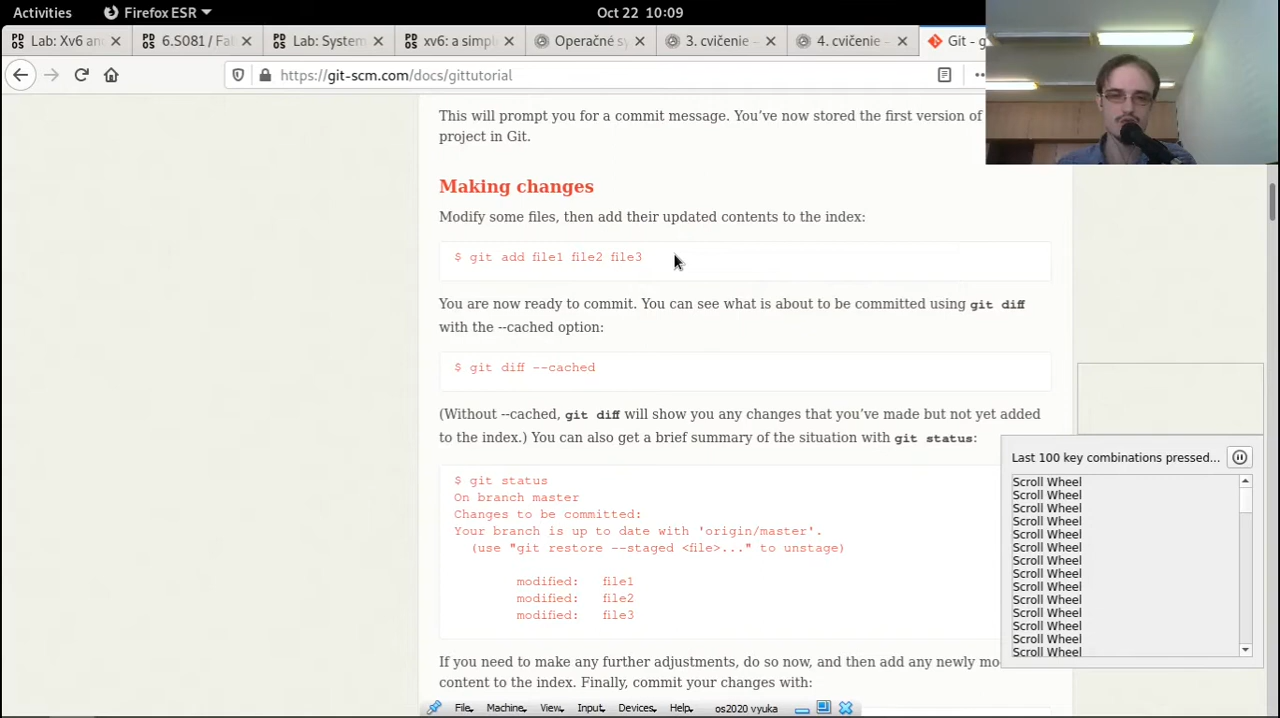 Activities Firefox ESR Oct 22 10:09
Lab: Xv6 an 6.S081 / Fal Lab: System xv6: a simpl Operačné sy 3. cvičenie – 4. cvičenie – Git - g
https://git-scm.com/docs/gittutorial
This will prompt you for a commit message. You've now stored the first version of
project in Git.
Making changes
Modify some files, then add their updated contents to the index:
$ git add file1 file2 file3
You are now ready to commit. You can see what is about to be committed using git diff
with the --cached option:
$ git diff --cached
(Without --cached, git diff will show you any changes that you've made but not yet added
to the index.) You can also get a brief summary of the situation with git status:
$ git status
On branch master
Changes to be committed:
Your branch is up to date with 'origin/master'.
(use "git restore --staged <file>..." to unstage)
modified: file1
modified: file2
modified: file3
If you need to make any further adjustments, do so now, and then add any newly mo
content to the index. Finally, commit your changes with:
Last 100 key combinations pressed...
Scroll Wheel
Scroll Wheel
Scroll Wheel
Scroll Wheel
Scroll Wheel
Scroll Wheel
Scroll Wheel
Scroll Wheel
Scroll Wheel
Scroll Wheel
Scroll Wheel
Scroll Wheel
Scroll Wheel
Scroll Wheel
File Machine View Input Devices Help os2020 vyuka